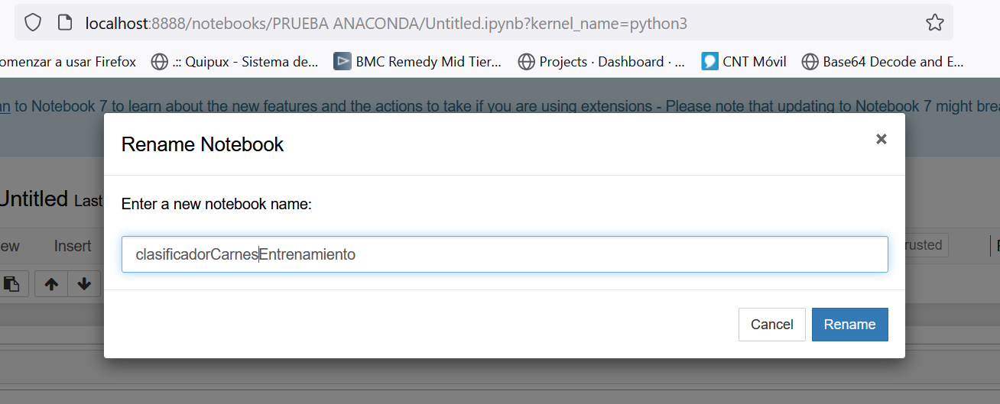 localhost:8888/notebooks/PRUEBA ANACONDA/Untitled.ipynb?kernel_name=python3
omenzar a usar Firefox .:: Quipux - Sistema de... BMC Remedy Mid Tier... Projects · Dashboard · ... CNT Móvil Base64 Decode and E...
to Notebook 7 to learn about the new features and the actions to take if you are using extensions - Please note that updating to Notebook 7 might brea
Rename Notebook ×
Untitled Last
Enter a new notebook name:
ew Insert rusted
clasificadorCarnesEntrenamiento
Cancel Rename